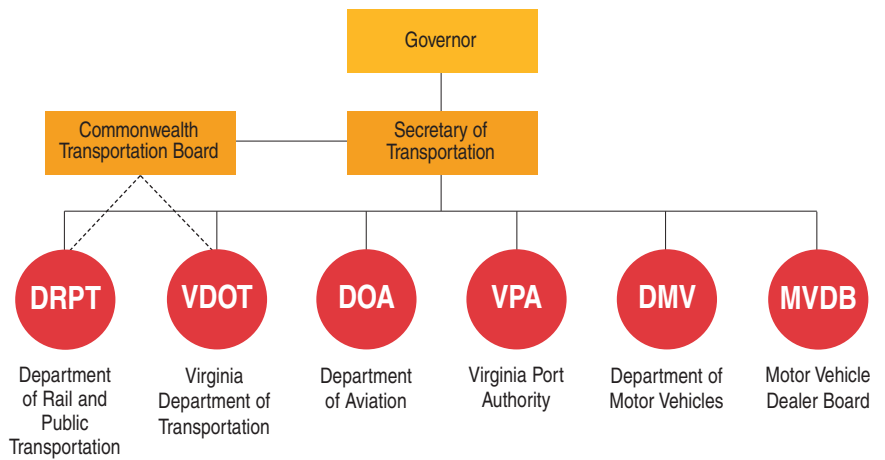 Governor
Commonwealth
Transportation Board
Secretary of
Transportation
DRPT
VDOT
DOA
VPA
DMV
MVDB
Department
of Rail and
Public
Transportation
Virginia
Department of
Transportation
Department
of Aviation
Virginia Port
Authority
Department of
Motor Vehicles
Motor Vehicle
Dealer Board